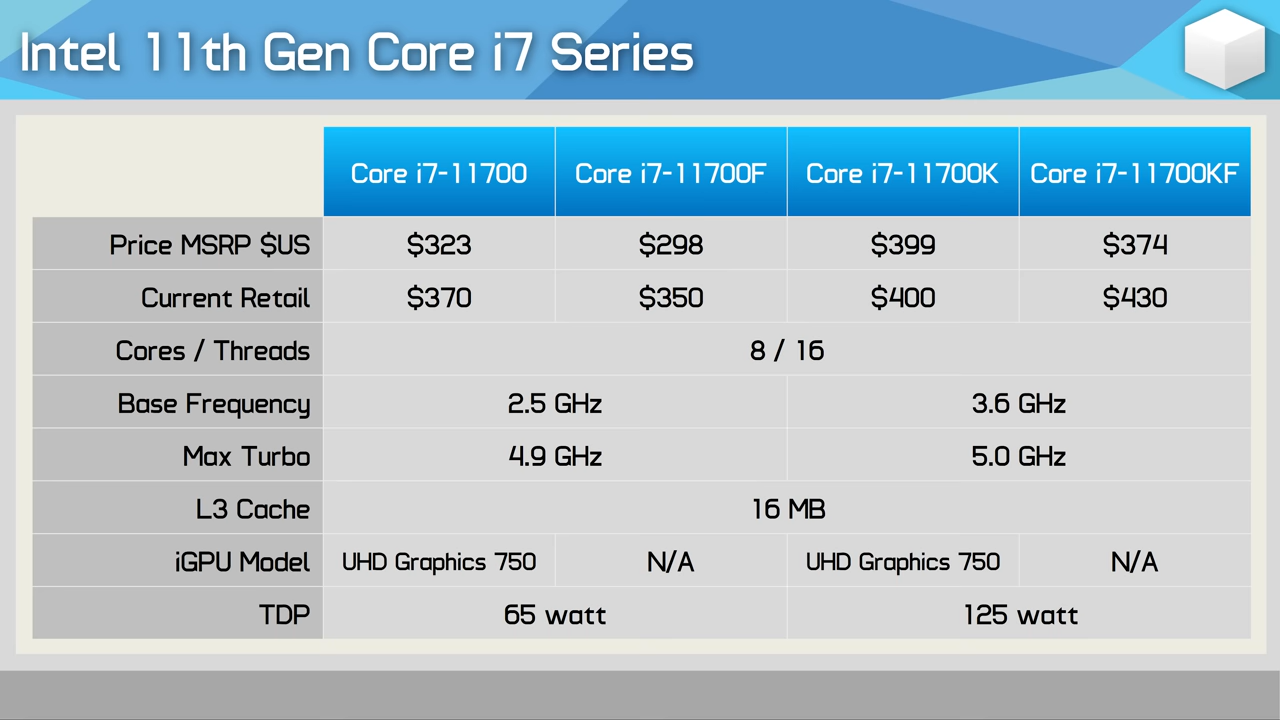 Intel 11th Gen Core i7 Series
Core i7-11700 Core i7-11700F Core i7-11700K Core i7-11700KF
Price MSRP $US $323 $298 $399 $374
Current Retail $370 $350 $400 $430
Cores / Threads 8 / 16
Base Frequency 2.5 GHz 3.6 GHz
Max Turbo 4.9 GHz 5.0 GHz
L3 Cache 16 MB
iGPU Model UHD Graphics 750 N/A UHD Graphics 750 N/A
TDP 65 watt 125 watt